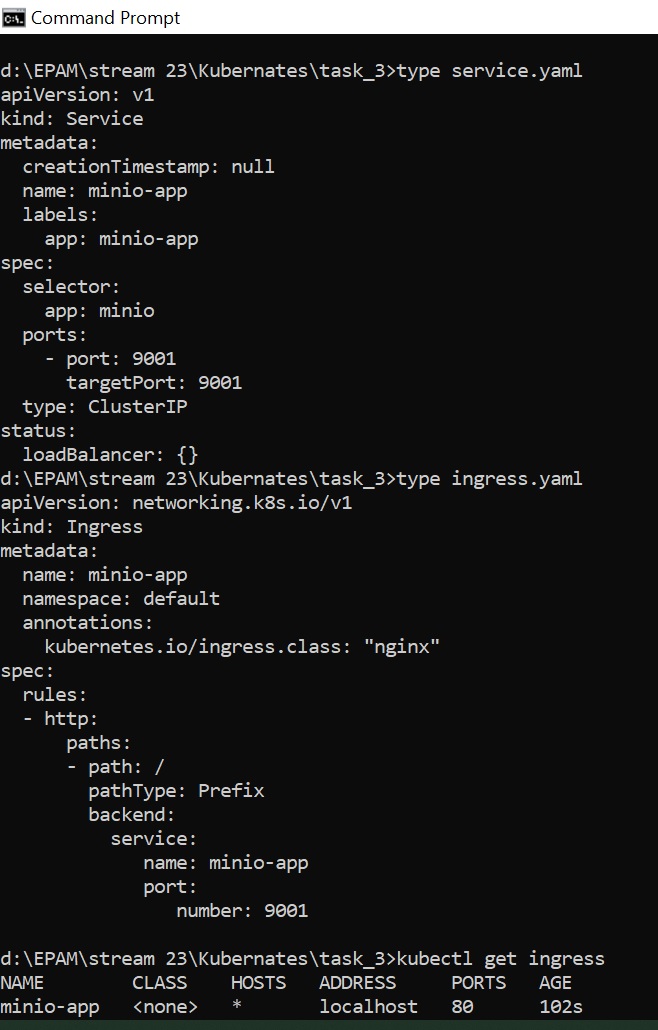 Command Prompt
d:\EPAM\stream 23\Kubernates\task_3>type service.yaml
apiVersion: v1
kind: Service
metadata:
  creationTimestamp: null
  name: minio-app
  labels:
    app: minio-app
spec:
  selector:
    app: minio
  ports:
    - port: 9001
      targetPort: 9001
  type: ClusterIP
status:
  loadBalancer: {}
d:\EPAM\stream 23\Kubernates\task_3>type ingress.yaml
apiVersion: networking.k8s.io/v1
kind: Ingress
metadata:
  name: minio-app
  namespace: default
  annotations:
    kubernetes.io/ingress.class: "nginx"
spec:
  rules:
  - http:
      paths:
      - path: /
        pathType: Prefix
        backend:
          service:
             name: minio-app
             port:
                number: 9001
d:\EPAM\stream 23\Kubernates\task_3>kubectl get ingress
NAME        CLASS    HOSTS   ADDRESS     PORTS   AGE
minio-app   <none>   *       localhost   80      102s